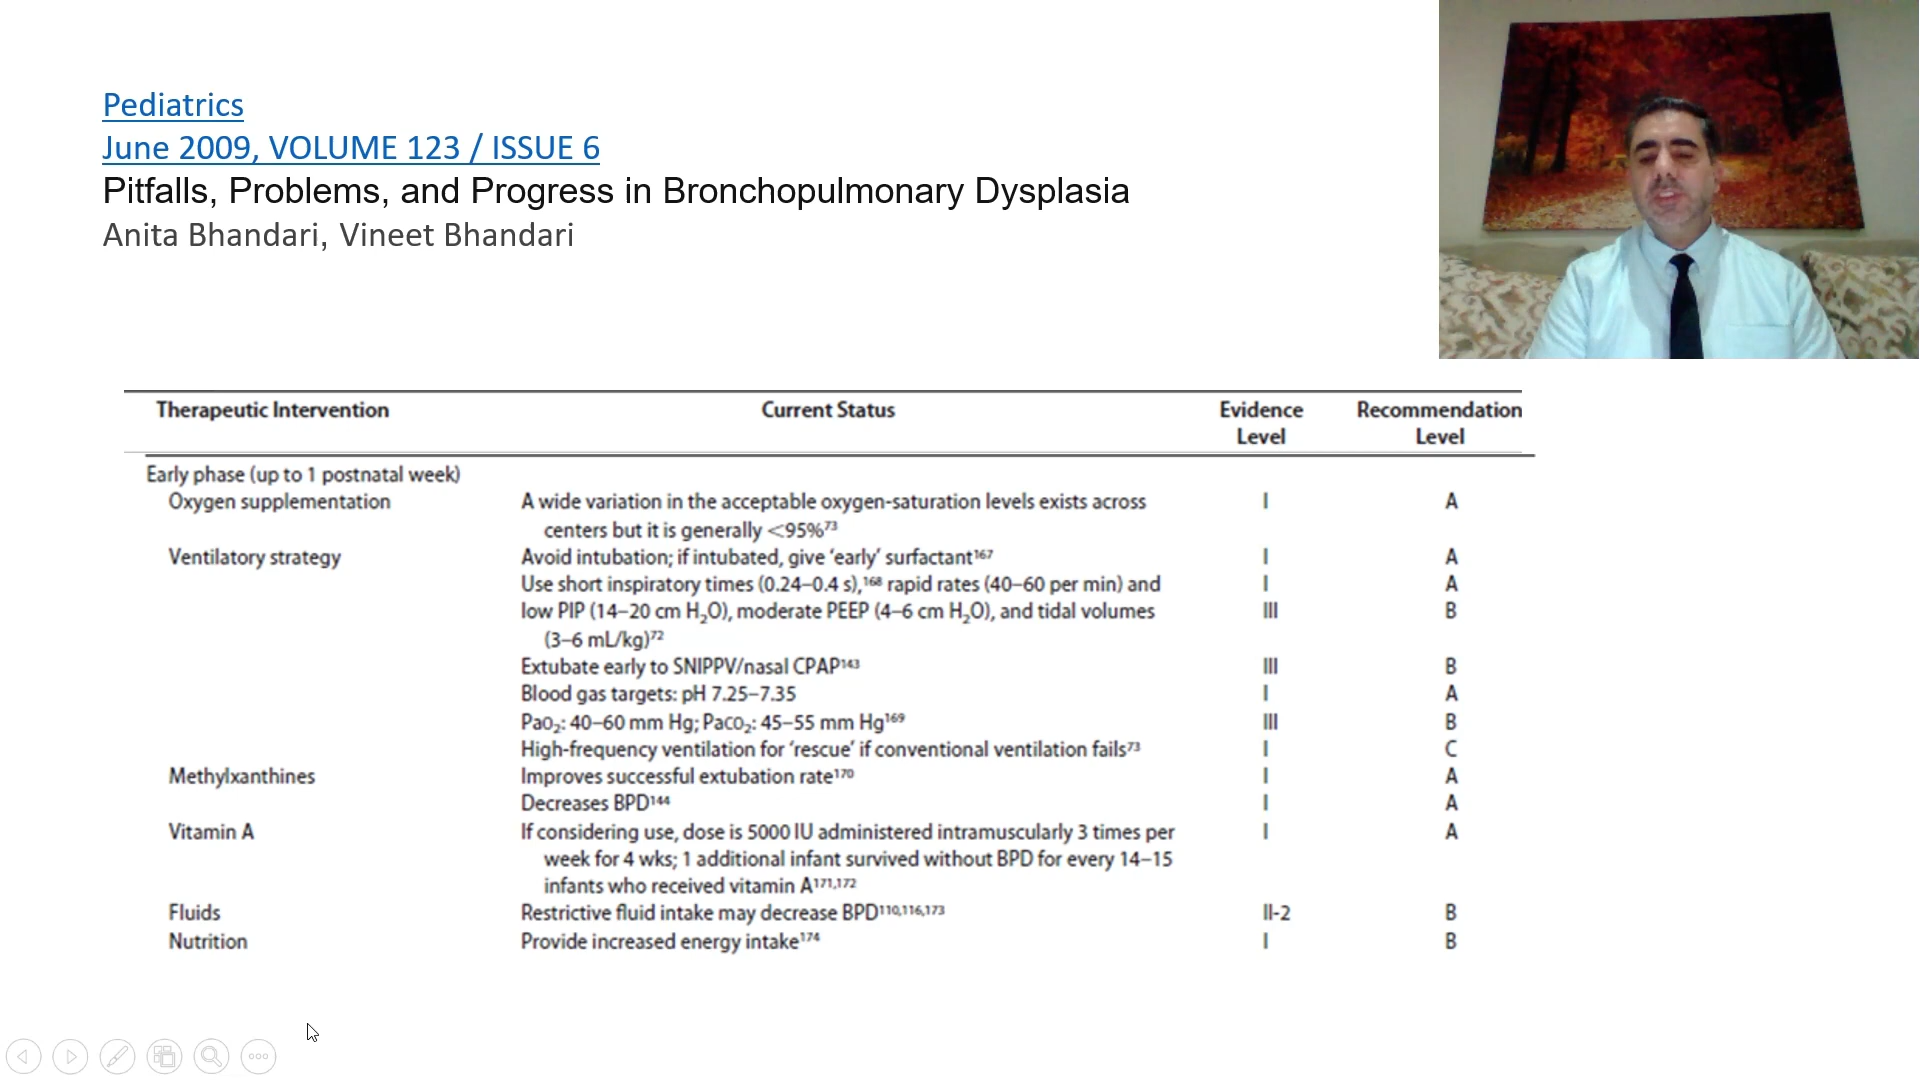 Pediatrics
June 2009, VOLUME 123 / ISSUE 6
Pitfalls, Problems, and Progress in Bronchopulmonary Dysplasia
Anita Bhandari, Vineet Bhandari
Therapeutic Intervention Current Status Evidence Level Recommendation Level
Early phase (up to 1 postnatal week)
Oxygen supplementation A wide variation in the acceptable oxygen-saturation levels exists across I A
centers but it is generally <95%⁷³
Ventilatory strategy Avoid intubation; if intubated, give ‘early’ surfactant¹⁶⁷ I A
Use short inspiratory times (0.24–0.4 s),¹⁶⁸ rapid rates (40–60 per min) and I A
low PIP (14–20 cm H₂O), moderate PEEP (4–6 cm H₂O), and tidal volumes III B
(3–6 mL/kg)⁷²
Extubate early to SNIPPV/nasal CPAP¹⁴³ III B
Blood gas targets: pH 7.25–7.35 I A
PaO₂: 40–60 mm Hg; PaCO₂: 45–55 mm Hg¹⁶⁹ III B
High-frequency ventilation for ‘rescue’ if conventional ventilation fails⁷³ I C
Methylxanthines Improves successful extubation rate¹⁷⁰ I A
Decreases BPD¹⁴⁴ I A
Vitamin A If considering use, dose is 5000 IU administered intramuscularly 3 times per I A
week for 4 wks; 1 additional infant survived without BPD for every 14–15
infants who received vitamin A¹⁷¹,¹⁷²
Fluids Restrictive fluid intake may decrease BPD¹¹⁰,¹¹⁶,¹⁷³ II-2 B
Nutrition Provide increased energy intake¹⁷⁴ I B